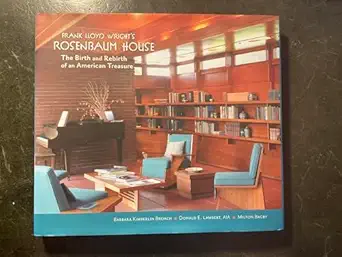 FRANK LLOYD WRIGHT'S
ROSENBAUM HOUSE
The Birth and Rebirth
of an American Treasure
BARBARA KIMBERLIN BROACH ■ DONALD E. LAMBERT, AIA ■ MILTON BAGBY